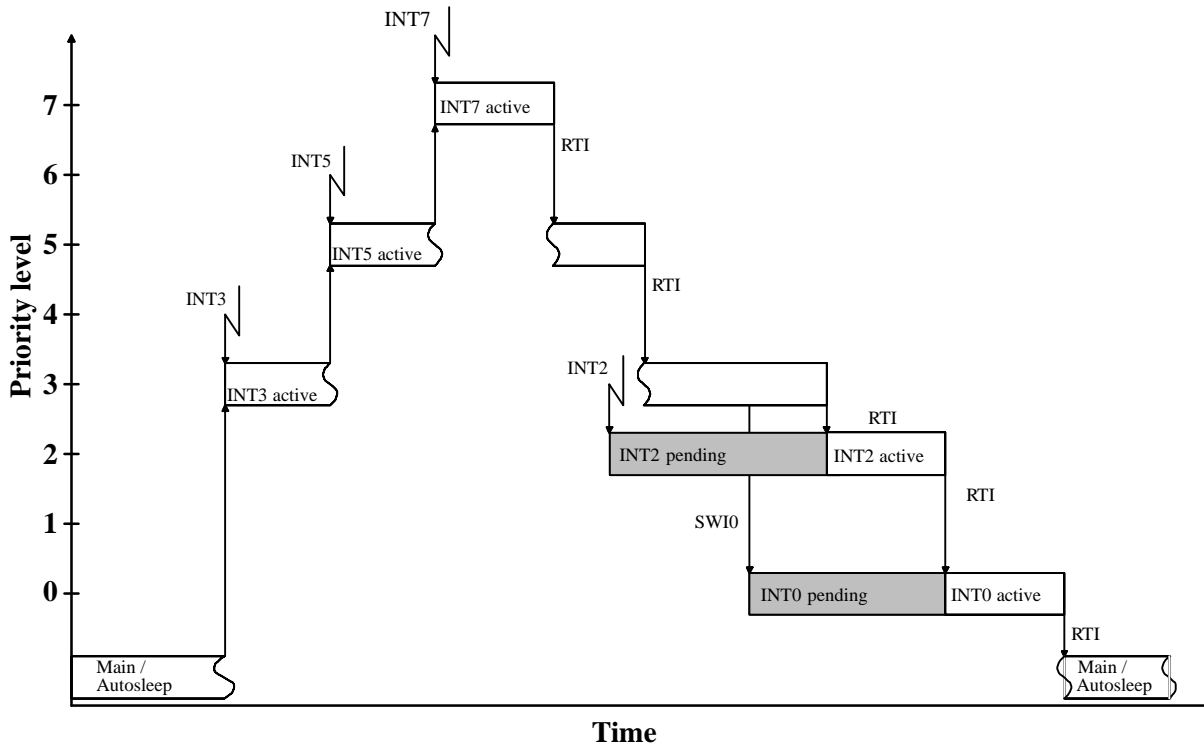 INT7
7
INT7 active
RTI
INT5
6
5
INT5 active
RTI
INT3
4
Priority level
INT2
3
INT3 active
RTI
2
INT2 pending
INT2 active
RTI
1
SWI0
0
INT0 pending
INT0 active
RTI
Main /
Autosleep
Main /
Autosleep
Time